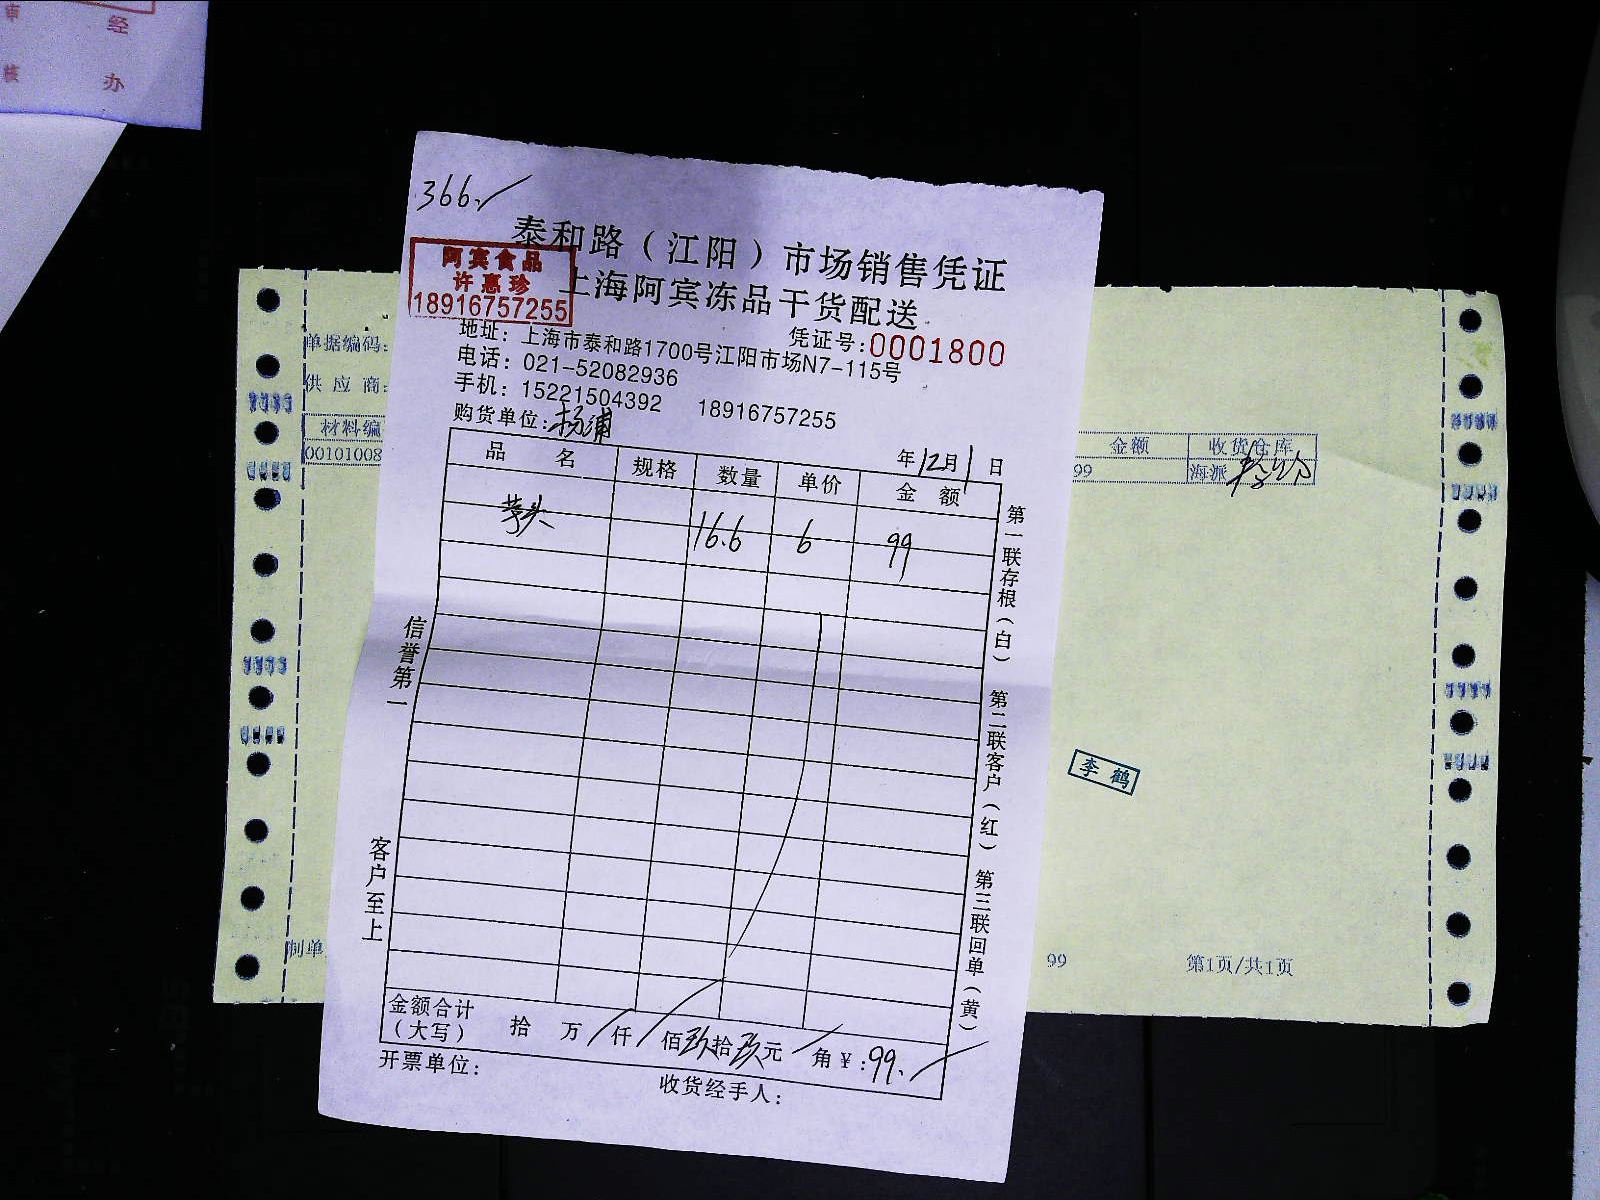 审 经
核 办
366.
泰和路（江阳）市场销售凭证
阿宾食品
许惠珍
18916757255
上海阿宾冻品干货配送
凭证号:0001800
地址：上海市泰和路1700号江阳市场N7-115号
电话：021-52082936
手机：15221504392 18916757255
购货单位:杨浦
年12月1日
品名 规格 数量 单价 金额
芋头 16.6 6 99
第一联存根（白） 第二联客户（红） 第三联回单（黄）
信誉第一
客户至上
金额合计
（大写） 拾 万 仟 佰玖拾玖元 角¥:99.
开票单位：
收货经手人：
单据编码：
供应商：
材料编 金额 收货仓库
00101008 99 海派
李鹤
制单
99
第1页/共1页